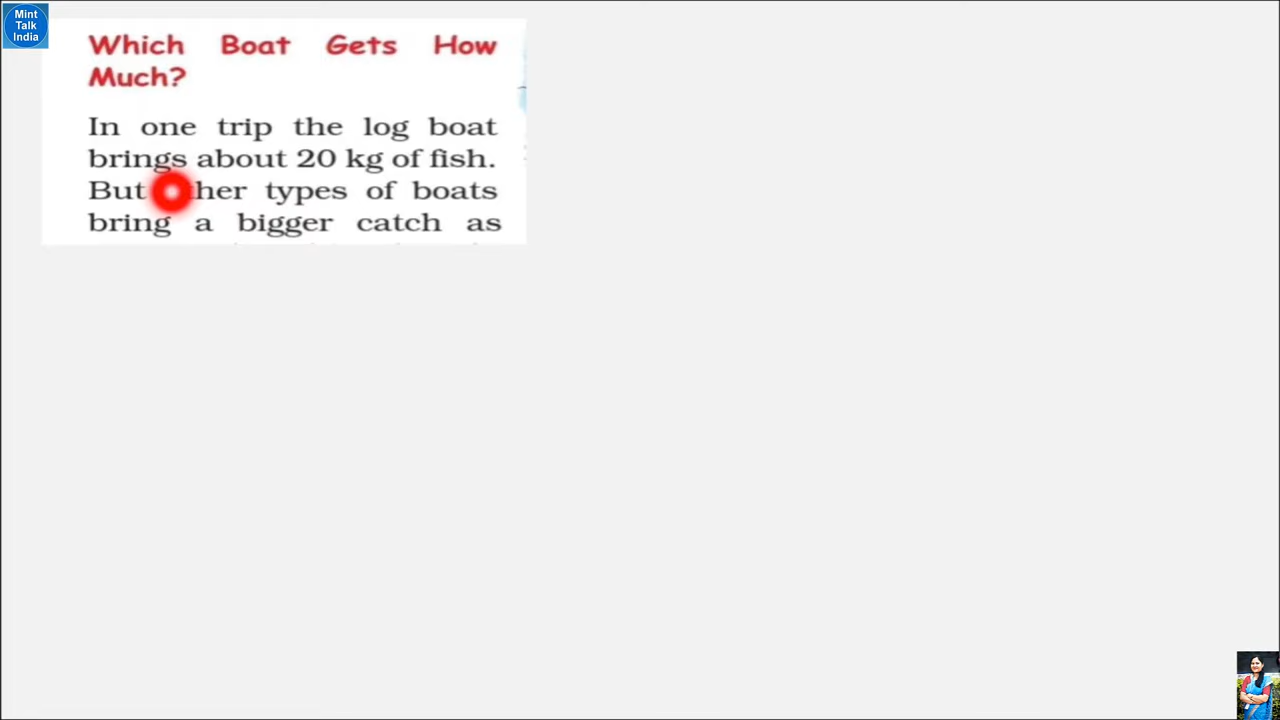 Mint
Talk
India
Which Boat Gets How
Much?
In one trip the log boat
brings about 20 kg of fish.
But other types of boats
bring a bigger catch as